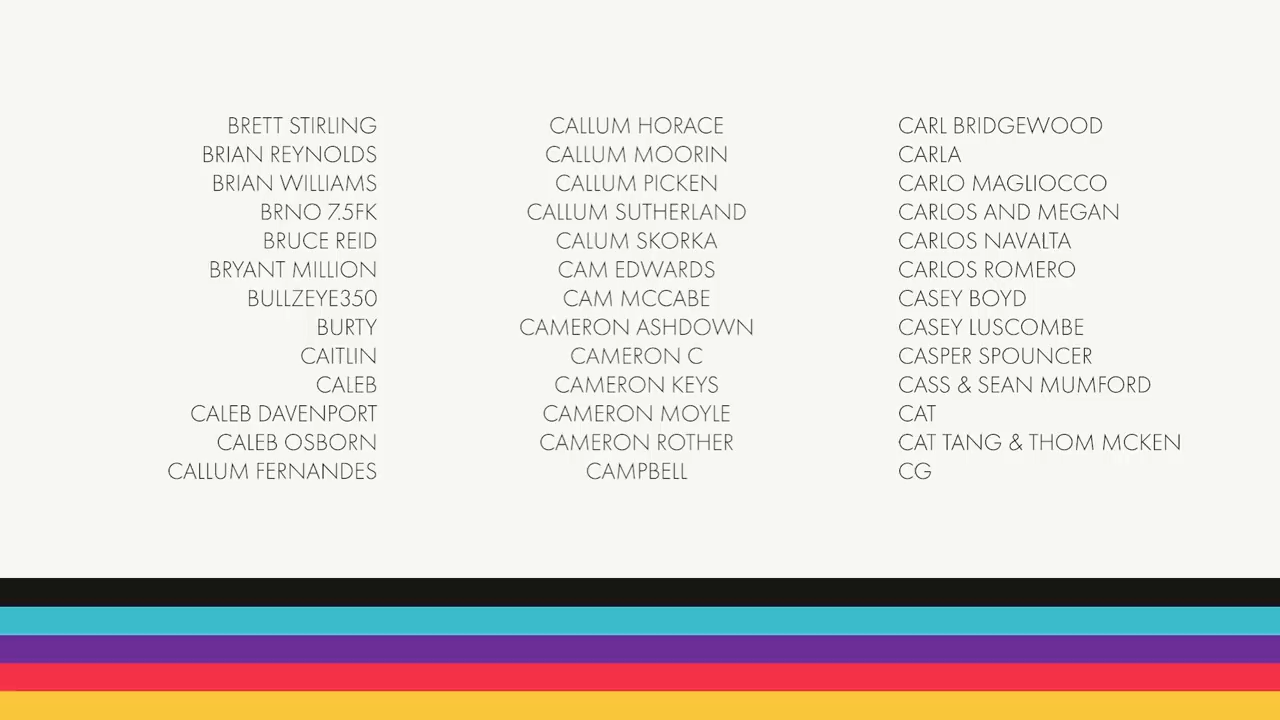 BRETT STIRLING
BRIAN REYNOLDS
BRIAN WILLIAMS
BRNO 7.5FK
BRUCE REID
BRYANT MILLION
BULLZEYE350
BURTY
CAITLIN
CALEB
CALEB DAVENPORT
CALEB OSBORN
CALLUM FERNANDES
CALLUM HORACE
CALLUM MOORIN
CALLUM PICKEN
CALLUM SUTHERLAND
CALUM SKORKA
CAM EDWARDS
CAM MCCABE
CAMERON ASHDOWN
CAMERON C
CAMERON KEYS
CAMERON MOYLE
CAMERON ROTHER
CAMPBELL
CARL BRIDGEWOOD
CARLA
CARLO MAGLIOCCO
CARLOS AND MEGAN
CARLOS NAVALTA
CARLOS ROMERO
CASEY BOYD
CASEY LUSCOMBE
CASPER SPOUNCER
CASS & SEAN MUMFORD
CAT
CAT TANG & THOM MCKEN
CG